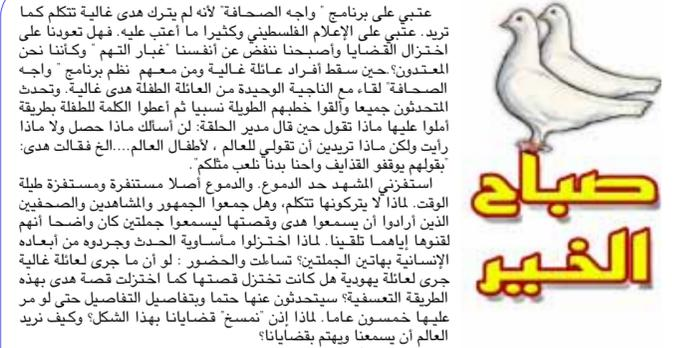 صباح
الخير
عتبي على برنامج " واجه الصحافة" لأنه لم يترك هدى غالية تتكلم كما
تريد. عتبي على الإعلام الفلسطيني وكثيرا ما أعتب عليه. فهل تعودنا على
اختزال القضايا وأصبحنا ننفض عن أنفسنا "غبار التهم " وكأننا نحن
المعتدون؟.حين سقط أفراد عائلة غالية ومن معهم نظم برنامج " واجه
الصحافة" لقاء مع الناجية الوحيدة من العائلة الطفلة هدى غالية. وتحدث
المتحدثون جميعا وألقوا خطبهم الطويلة نسبيا ثم أعطوا الكلمة للطفلة بطريقة
أملوا عليها ماذا تقول حين قال مدير الحلقة: لن أسألك ماذا حصل ولا ماذا
رأيت ولكن ماذا تريدين أن تقولي للعالم ، لأطفال العالم....الخ فقالت هدى:
"بقولهم يوقفو القذايف واحنا بدنا نلعب مثلكم".
استفزني المشهد حد الدموع. والدموع أصلا مستنفرة ومستفزة طيلة
الوقت. لماذا لا يتركونها تتكلم، وهل جمعوا الجمهور والمشاهدين والصحفيين
الذين أرادوا أن يسمعوا هدى وقصتها ليسمعوا جملتين كان واضحا أنهم
لقنوها إياهما تلقينا. لماذا اختزلوا مأساوية الحدث وجردوه من أبعاده
الإنسانية بهاتين الجملتين؟ تساءلت والحضور : لو أن ما جرى لعائلة غالية
جرى لعائلة يهودية هل كانت تختزل قصتها كما اختزلت قصة هدى بهذه
الطريقة التعسفية؟ سيتحدثون عنها حتما وبتفاصيل التفاصيل حتى لو مر
عليها خمسون عاما. لماذا إذن "نمسخ" قضايانا بهذا الشكل؟ وكيف نريد
العالم أن يسمعنا ويهتم بقضايانا؟